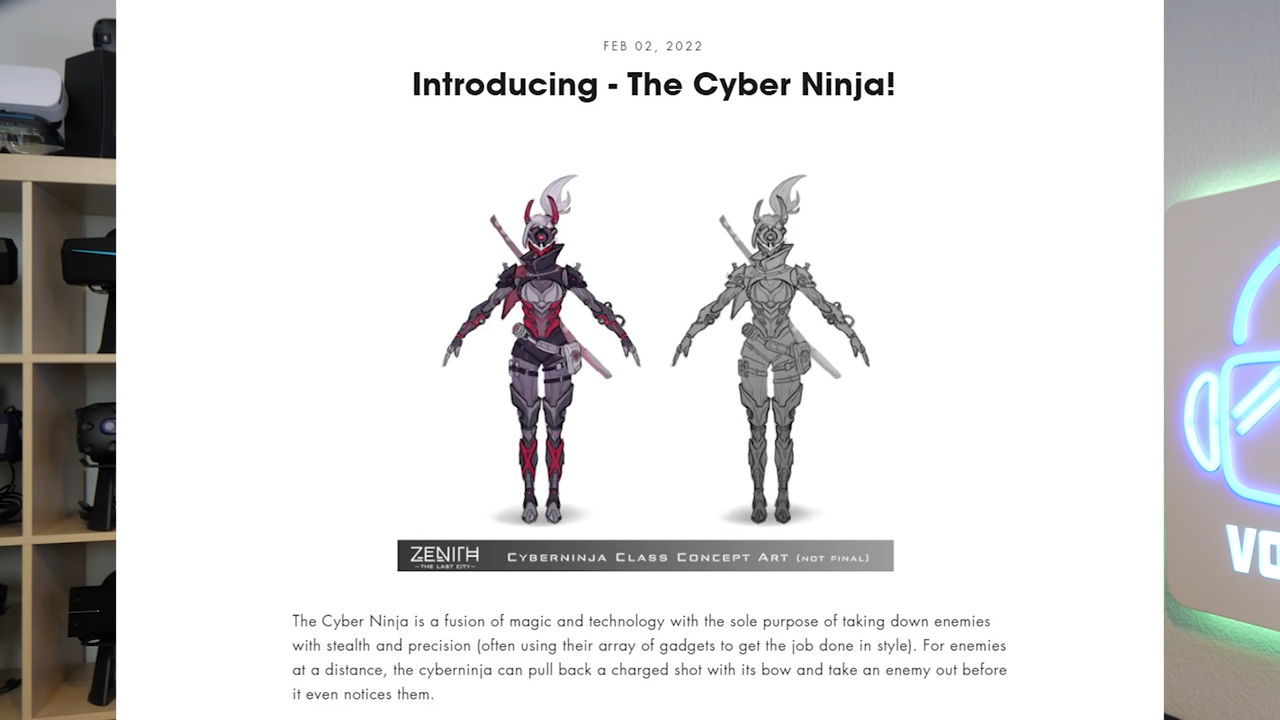 FEB 02, 2022
Introducing - The Cyber Ninja!
ZENITH
—THE LAST CITY—
CYBERNINJA CLASS CONCEPT ART (NOT FINAL)
The Cyber Ninja is a fusion of magic and technology with the sole purpose of taking down enemies
with stealth and precision (often using their array of gadgets to get the job done in style). For enemies
at a distance, the cyberninja can pull back a charged shot with its bow and take an enemy out before
it even notices them.